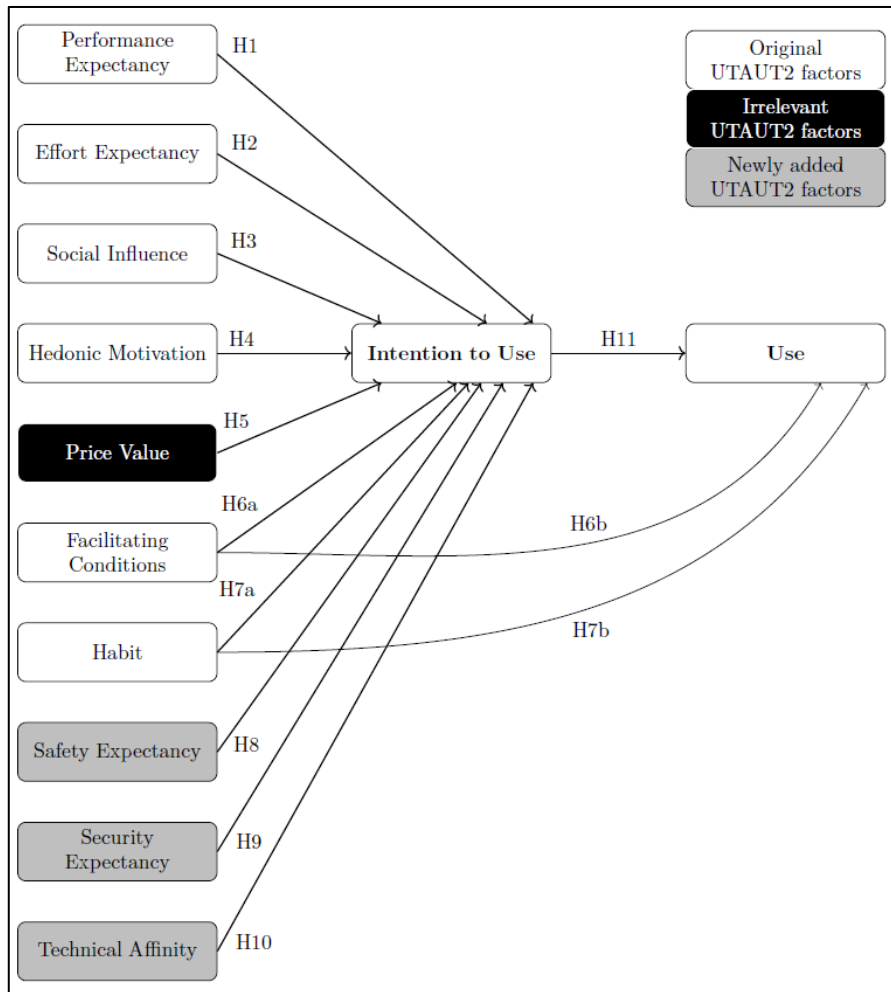 Performance
Expectancy
H1
Original
UTAUT2 factors
Irrelevant
UTAUT2 factors
Newly added
UTAUT2 factors
Effort Expectancy
H2
Social Influence
H3
Hedonic Motivation
H4
Intention to Use
H11
Use
Price Value
H5
H6a
Facilitating
Conditions
H6b
H7a
Habit
H7b
Safety Expectancy
H8
Security
Expectancy
H9
Technical Affinity
H10